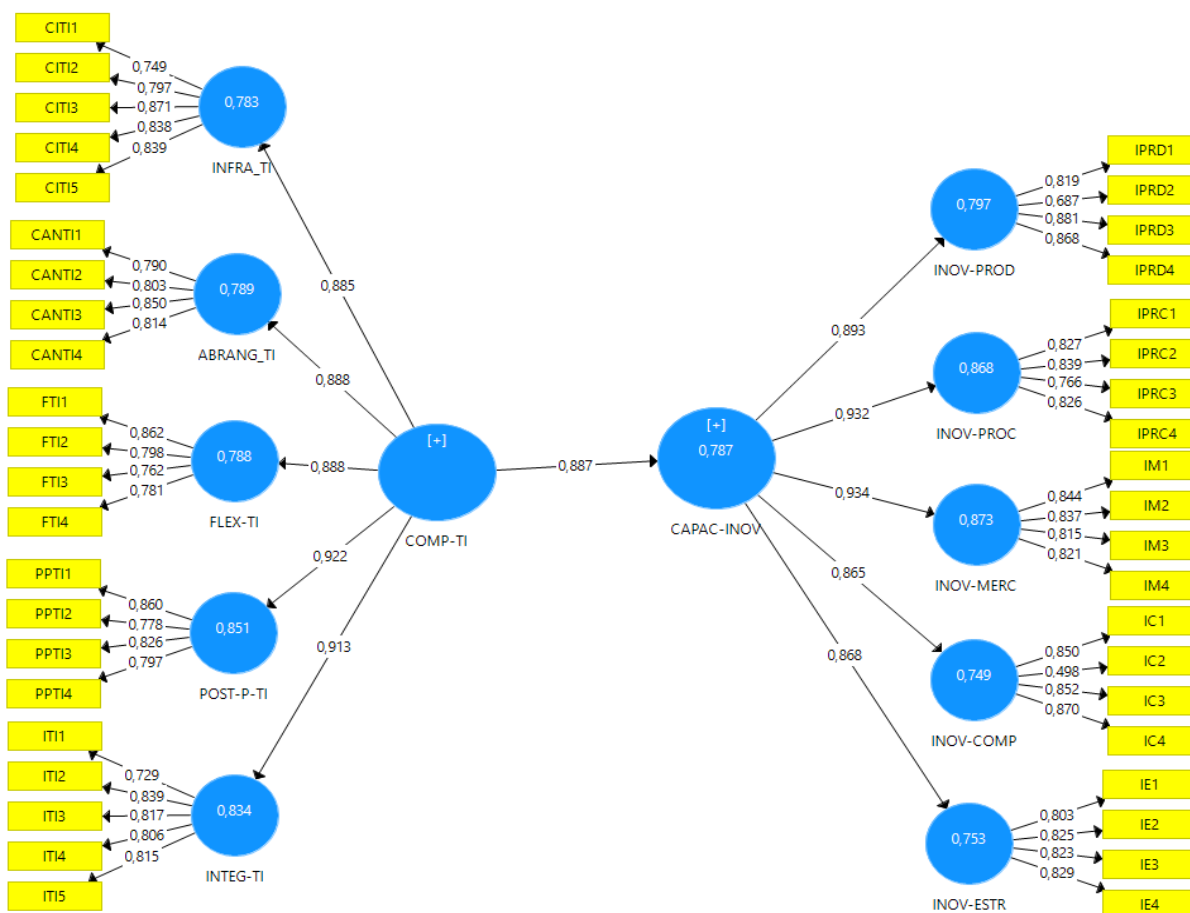 CITI1
CITI2
CITI3
CITI4
CITI5
0,749
0,797
0,871
0,838
0,839
0,783
INFRA_TI
CANTI1
CANTI2
CANTI3
CANTI4
0,790
0,803
0,850
0,814
0,789
ABRANG_TI
FTI1
FTI2
FTI3
FTI4
0,862
0,798
0,762
0,781
0,788
FLEX-TI
PPTI1
PPTI2
PPTI3
PPTI4
0,860
0,778
0,826
0,797
0,851
POST-P-TI
ITI1
ITI2
ITI3
ITI4
ITI5
0,729
0,839
0,817
0,806
0,815
0,834
INTEG-TI
0,885
0,888
0,888
0,922
0,913
[+]
COMP-TI
0,887
[+]
0,787
CAPAC-INOV
0,893
0,932
0,934
0,865
0,868
0,797
INOV-PROD
0,819
0,687
0,881
0,868
IPRD1
IPRD2
IPRD3
IPRD4
0,868
INOV-PROC
0,827
0,839
0,766
0,826
IPRC1
IPRC2
IPRC3
IPRC4
0,873
INOV-MERC
0,844
0,837
0,815
0,821
IM1
IM2
IM3
IM4
0,749
INOV-COMP
0,850
0,498
0,852
0,870
IC1
IC2
IC3
IC4
0,753
INOV-ESTR
0,803
0,825
0,823
0,829
IE1
IE2
IE3
IE4